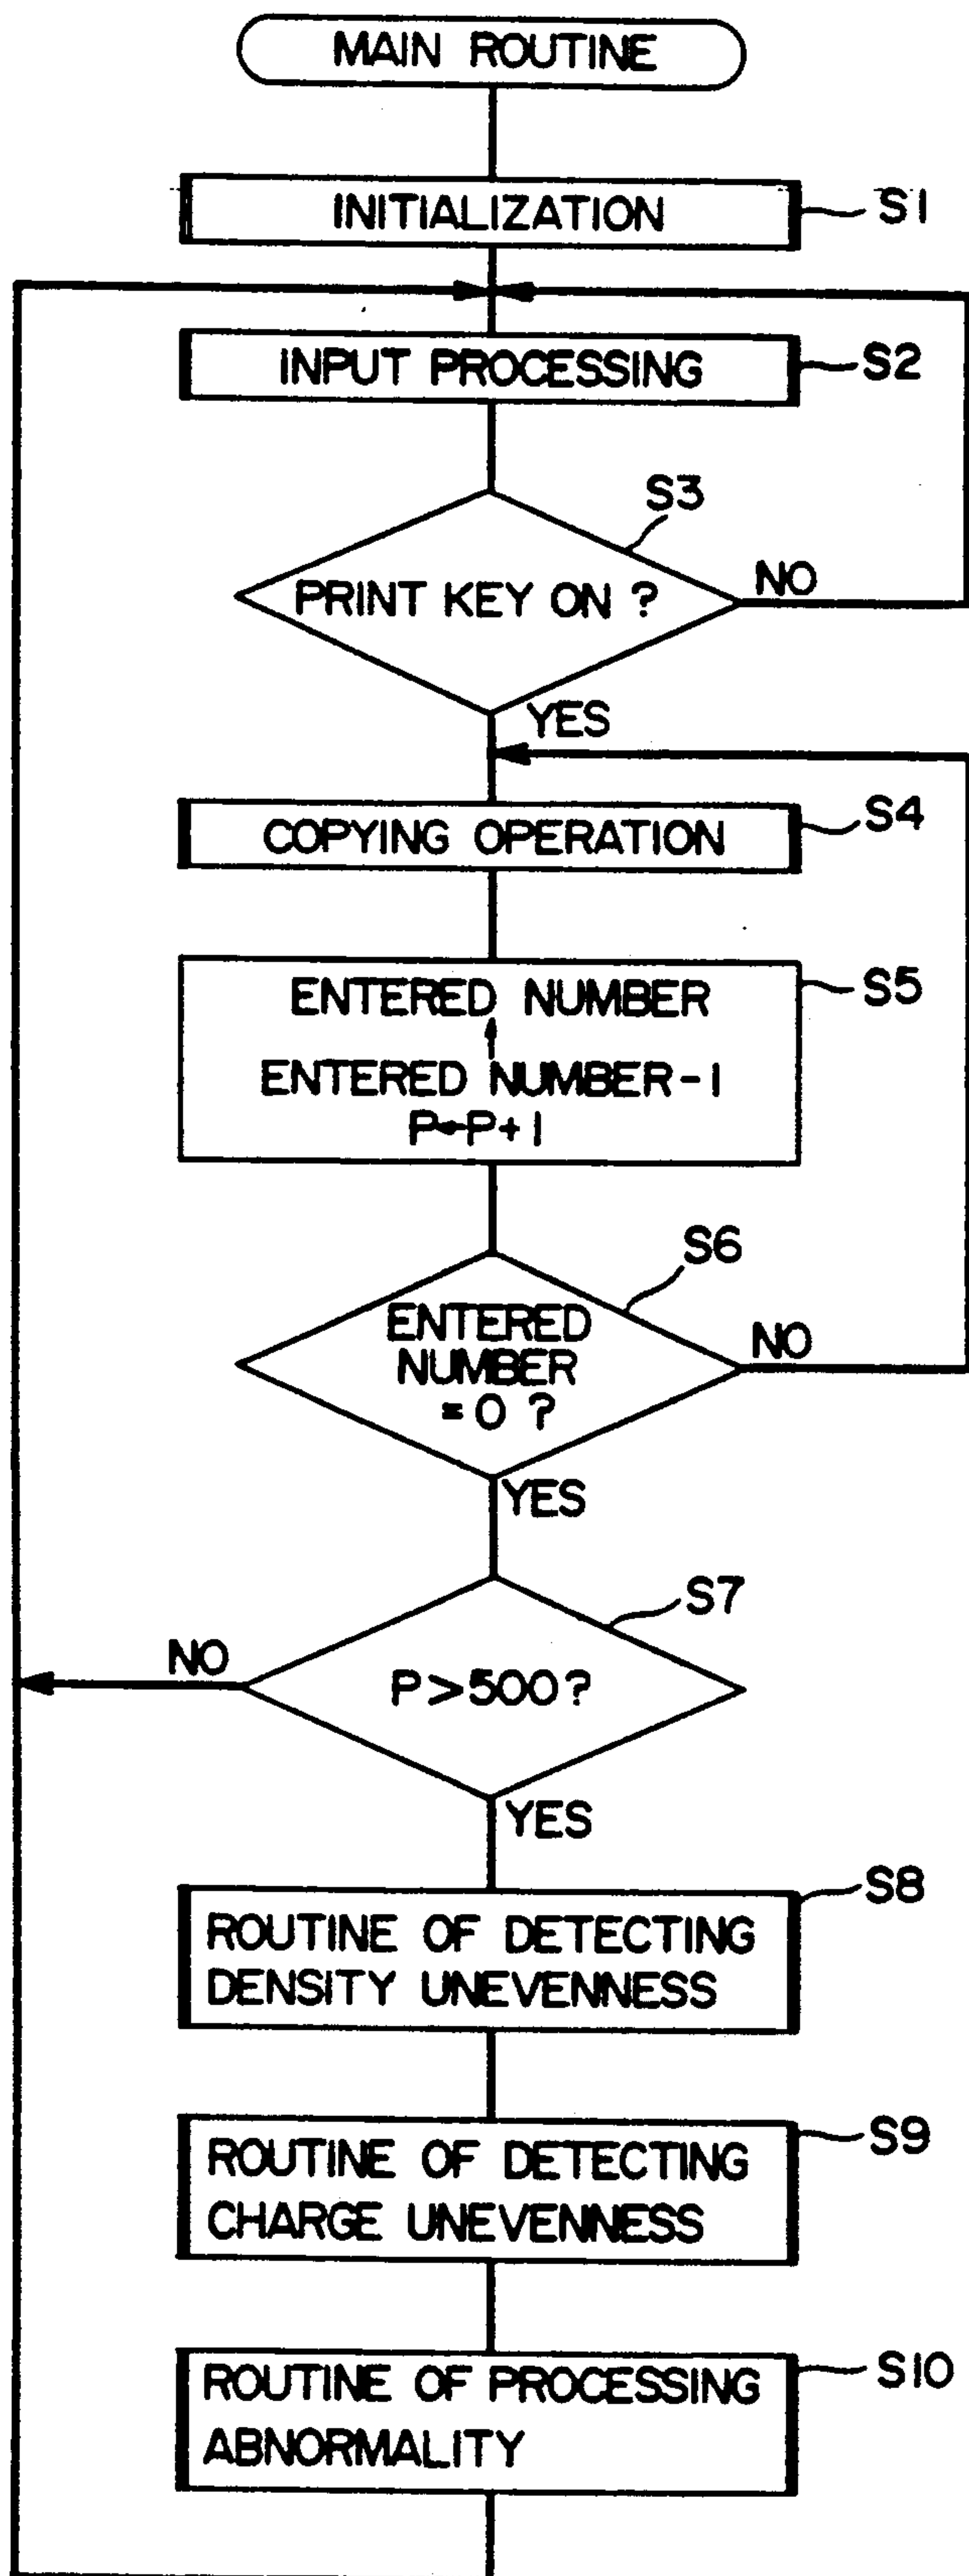 MAIN ROUTINE
INITIALIZATION
S1
INPUT PROCESSING
S2
S3
PRINT KEY ON ?
NO
YES
COPYING OPERATION
S4
ENTERED NUMBER
S5
↑
ENTERED NUMBER-1
P←P+1
S6
ENTERED
NUMBER
=0 ?
NO
YES
S7
NO
P>500?
YES
S8
ROUTINE OF DETECTING
DENSITY UNEVENNESS
S9
ROUTINE OF DETECTING
CHARGE UNEVENNESS
S10
ROUTINE OF PROCESSING
ABNORMALITY